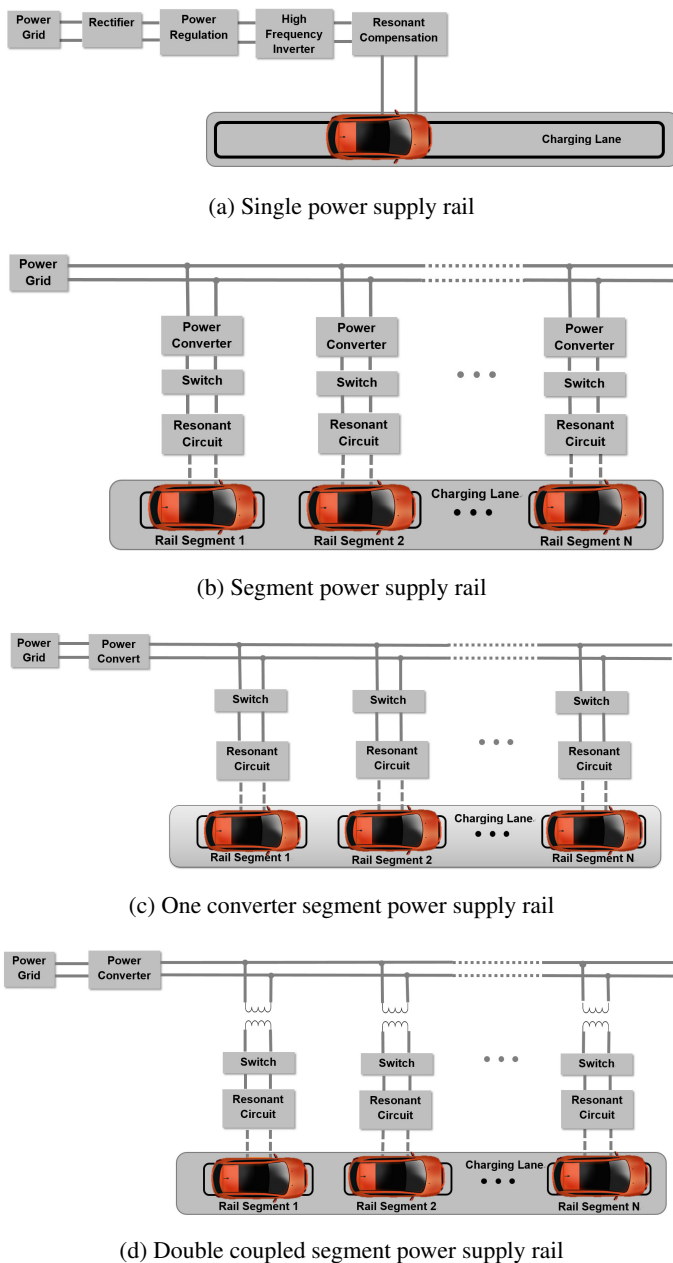 Power Grid
Rectifier
Power Regulation
High Frequency Inverter
Resonant Compensation
Charging Lane
(a) Single power supply rail
Power Grid
Power Converter
Power Converter
Power Converter
Switch
Switch
Switch
Resonant Circuit
Resonant Circuit
Resonant Circuit
Charging Lane
Rail Segment 1
Rail Segment 2
Rail Segment N
(b) Segment power supply rail
Power Grid
Power Convert
Switch
Switch
Switch
Resonant Circuit
Resonant Circuit
Resonant Circuit
Charging Lane
Rail Segment 1
Rail Segment 2
Rail Segment N
(c) One converter segment power supply rail
Power Grid
Power Converter
Switch
Switch
Switch
Resonant Circuit
Resonant Circuit
Resonant Circuit
Charging Lane
Rail Segment 1
Rail Segment 2
Rail Segment N
(d) Double coupled segment power supply rail